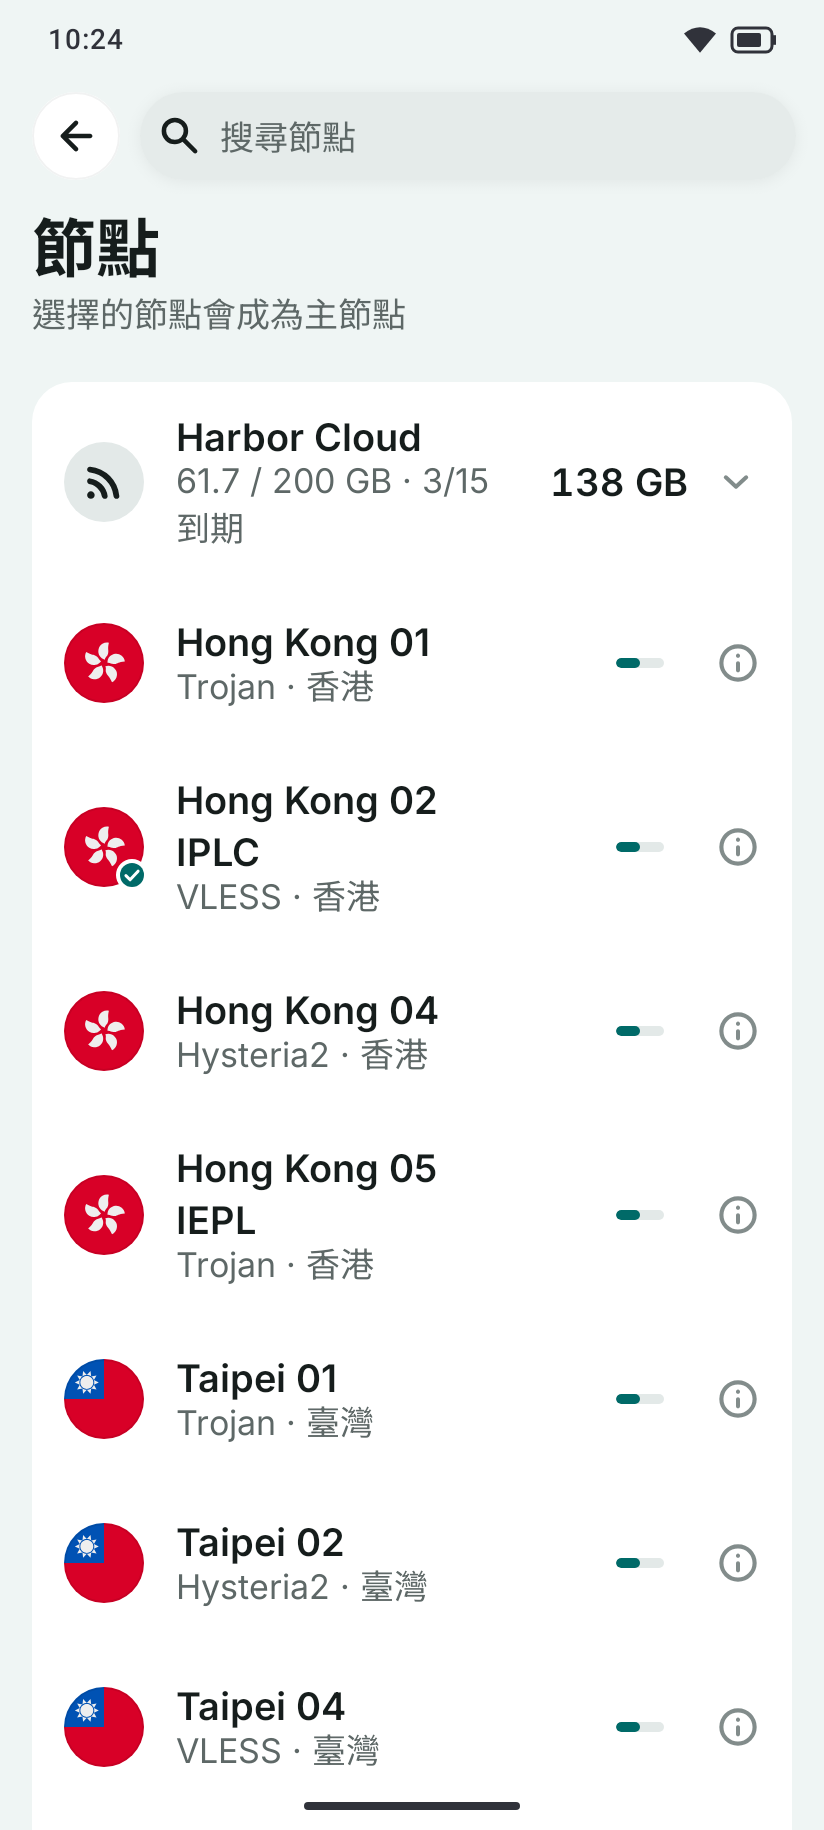 10:24
搜尋節點
節點
選擇的節點會成為主節點
Harbor Cloud
61.7 / 200 GB · 3/15
到期
138 GB
Hong Kong 01
Trojan · 香港
Hong Kong 02
IPLC
VLESS · 香港
Hong Kong 04
Hysteria2 · 香港
Hong Kong 05
IEPL
Trojan · 香港
Taipei 01
Trojan · 臺灣
Taipei 02
Hysteria2 · 臺灣
Taipei 04
VLESS · 臺灣